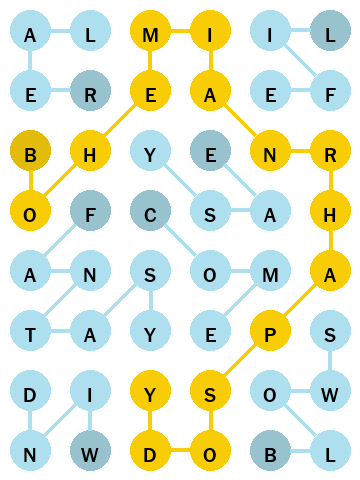 A L M I I L
E R E A E F
B H Y E N R
O F C S A H
A N S O M A
T A Y E P S
D I Y S O W
N W D O B L